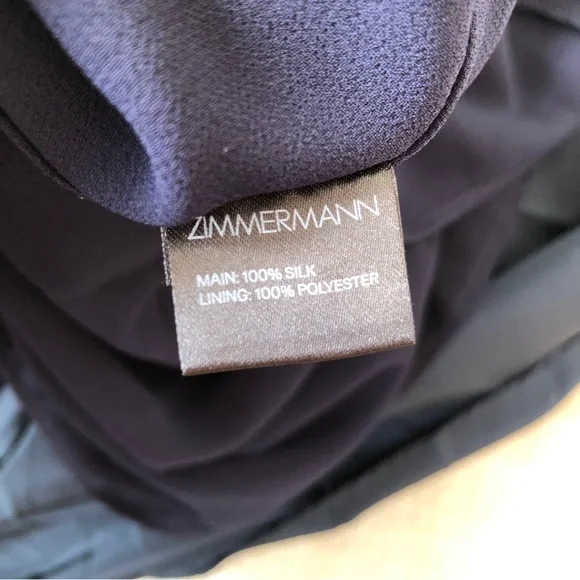 ZIMMERMANN
MAIN: 100% SILK
LINING: 100% POLYESTER